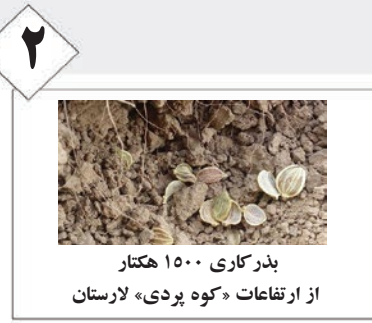 ۲
بذرکاری ۱۵۰۰ هکتار
از ارتفاعات «کوه پردی» لارستان